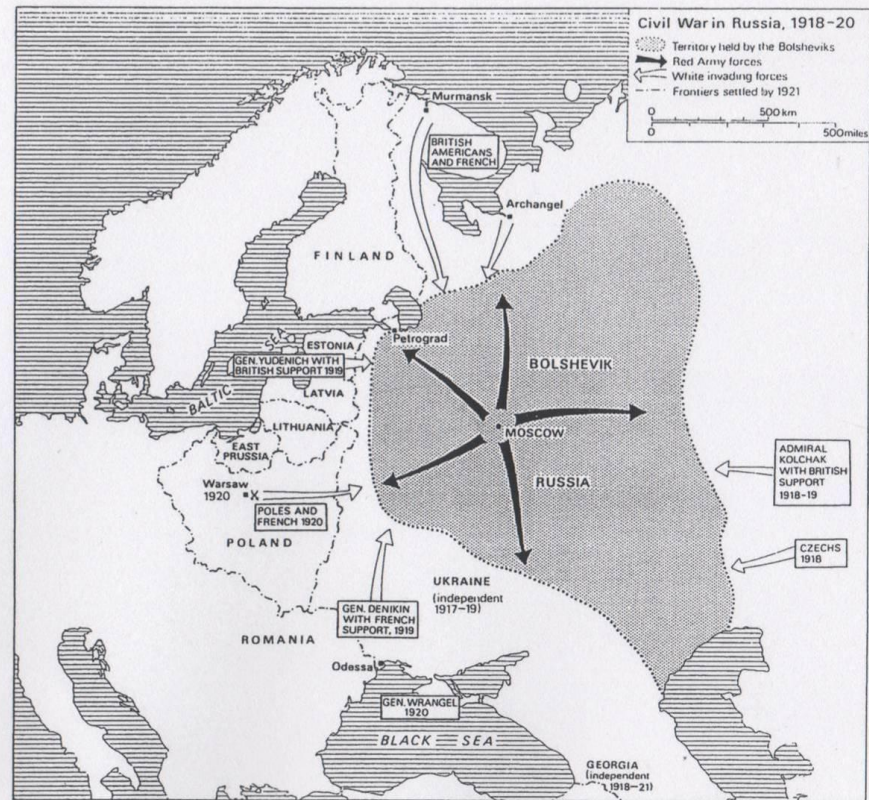 Civil War in Russia, 1918-20
Territory held by the Bolsheviks
Red Army forces
White invading forces
Frontiers settled by 1921
0 500km
0 500miles
Murmansk
BRITISH
AMERICANS
AND FRENCH
Archangel
FINLAND
Petrograd
ESTONIA
GEN. YUDENICH WITH
BRITISH SUPPORT 1919
BALTIC SEA
LATVIA
LITHUANIA
EAST
PRUSSIA
BOLSHEVIK
MOSCOW
RUSSIA
ADMIRAL
KOLCHAK
WITH BRITISH
SUPPORT
1918-19
Warsaw
1920
X
POLES AND
FRENCH 1920
POLAND
CZECHS
1918
UKRAINE
(independent
1917-19)
GEN. DENIKIN
WITH FRENCH
SUPPORT, 1919
ROMANIA
Odessa
GEN. WRANGEL
1920
BLACK SEA
GEORGIA
(independent
1918-21)